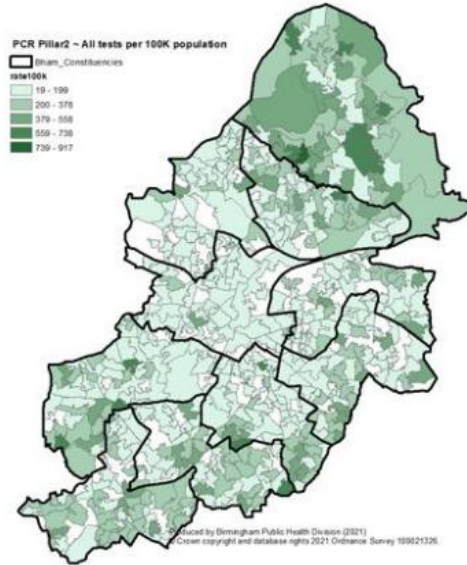 PCR Pillar2 ~ All tests per 100K population
Bham_Constituencies
rate100k
19 - 199
200 - 378
379 - 558
559 - 738
739 - 917
Produced by Birmingham Public Health Division (2021)
© Crown copyright and database rights 2021 Ordnance Survey 100021326.